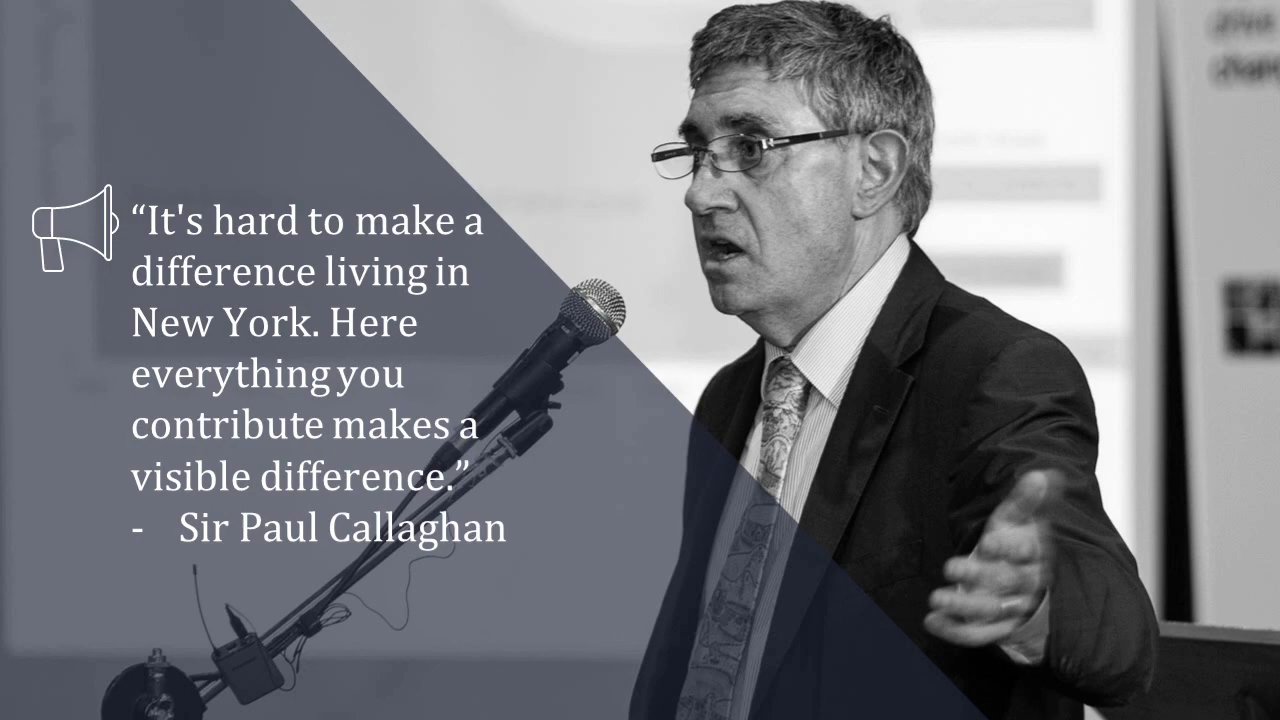 “It's hard to make a
difference living in
New York. Here
everything you
contribute makes a
visible difference.”
- Sir Paul Callaghan